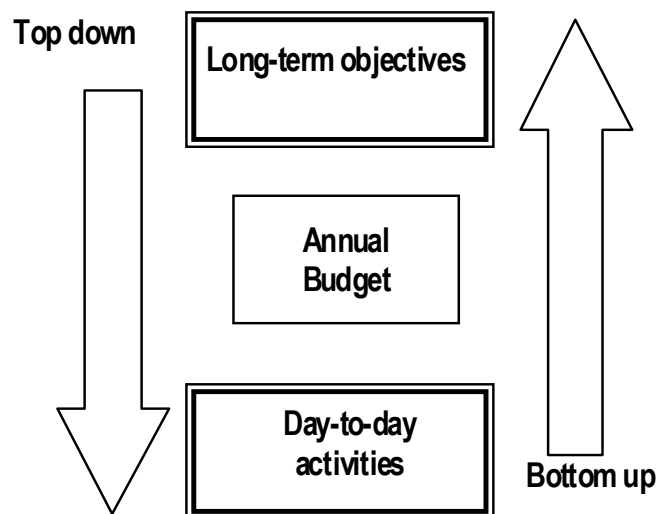 Top down
Long-term objectives
Annual
Budget
Day-to-day
activities
Bottom up